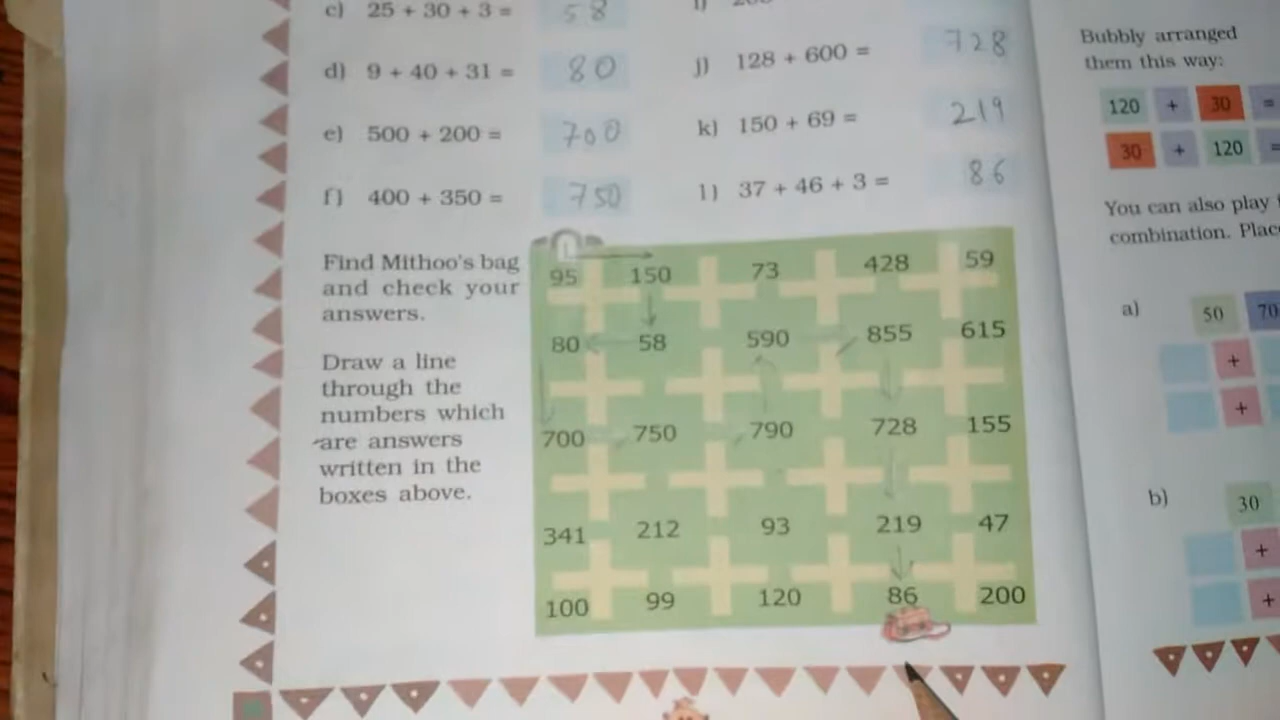 c) 25 + 30 + 3 = 58
d) 9 + 40 + 31 = 80
e) 500 + 200 = 700
f) 400 + 350 = 750
j) 128 + 600 = 728
k) 150 + 69 = 219
l) 37 + 46 + 3 = 86
Find Mithoo's bag
and check your
answers.
Draw a line
through the
numbers which
are answers
written in the
boxes above.
95 150 73 428 59
80 58 590 855 615
700 750 790 728 155
341 212 93 219 47
100 99 120 86 200
Bubbly arranged
them this way:
120 + 30 =
30 + 120 =
You can also play
combination.
a) 50 70
+
+
b) 30
+
+